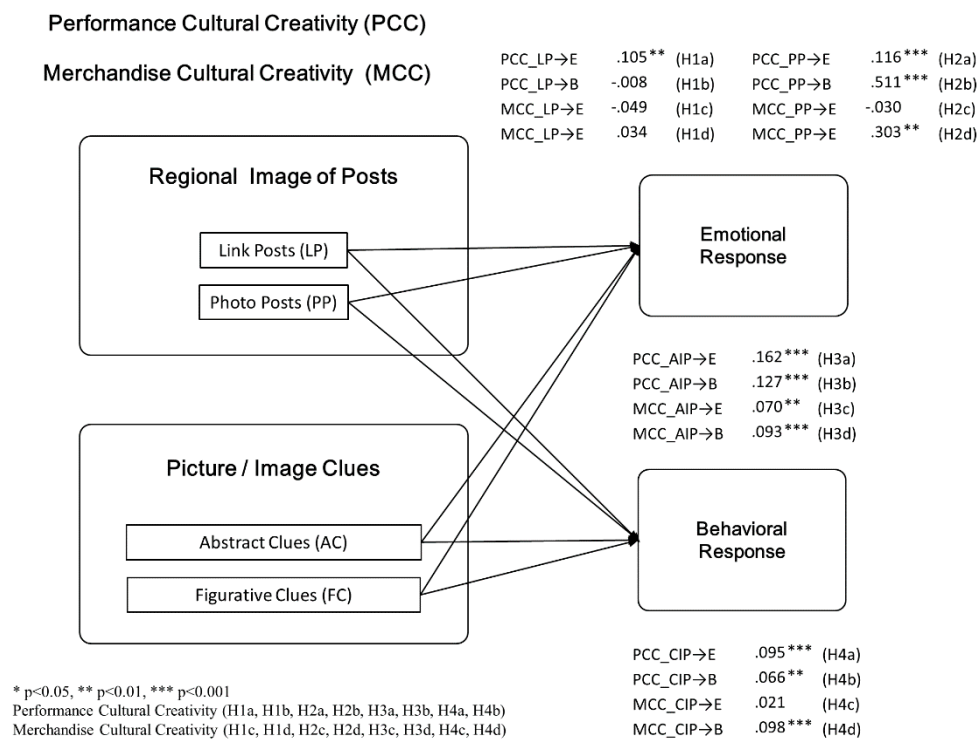 Performance Cultural Creativity (PCC)
Merchandise Cultural Creativity (MCC)
PCC_LP→E .105** (H1a) PCC_PP→E .116*** (H2a)
PCC_LP→B -.008 (H1b) PCC_PP→B .511*** (H2b)
MCC_LP→E -.049 (H1c) MCC_PP→E -.030 (H2c)
MCC_LP→E .034 (H1d) MCC_PP→E .303** (H2d)
Regional Image of Posts
Link Posts (LP)
Photo Posts (PP)
Emotional
Response
PCC_AIP→E .162*** (H3a)
PCC_AIP→B .127*** (H3b)
MCC_AIP→E .070** (H3c)
MCC_AIP→B .093*** (H3d)
Picture / Image Clues
Abstract Clues (AC)
Figurative Clues (FC)
Behavioral
Response
PCC_CIP→E .095*** (H4a)
PCC_CIP→B .066** (H4b)
MCC_CIP→E .021 (H4c)
MCC_CIP→B .098*** (H4d)
* p<0.05, ** p<0.01, *** p<0.001
Performance Cultural Creativity (H1a, H1b, H2a, H2b, H3a, H3b, H4a, H4b)
Merchandise Cultural Creativity (H1c, H1d, H2c, H2d, H3c, H3d, H4c, H4d)